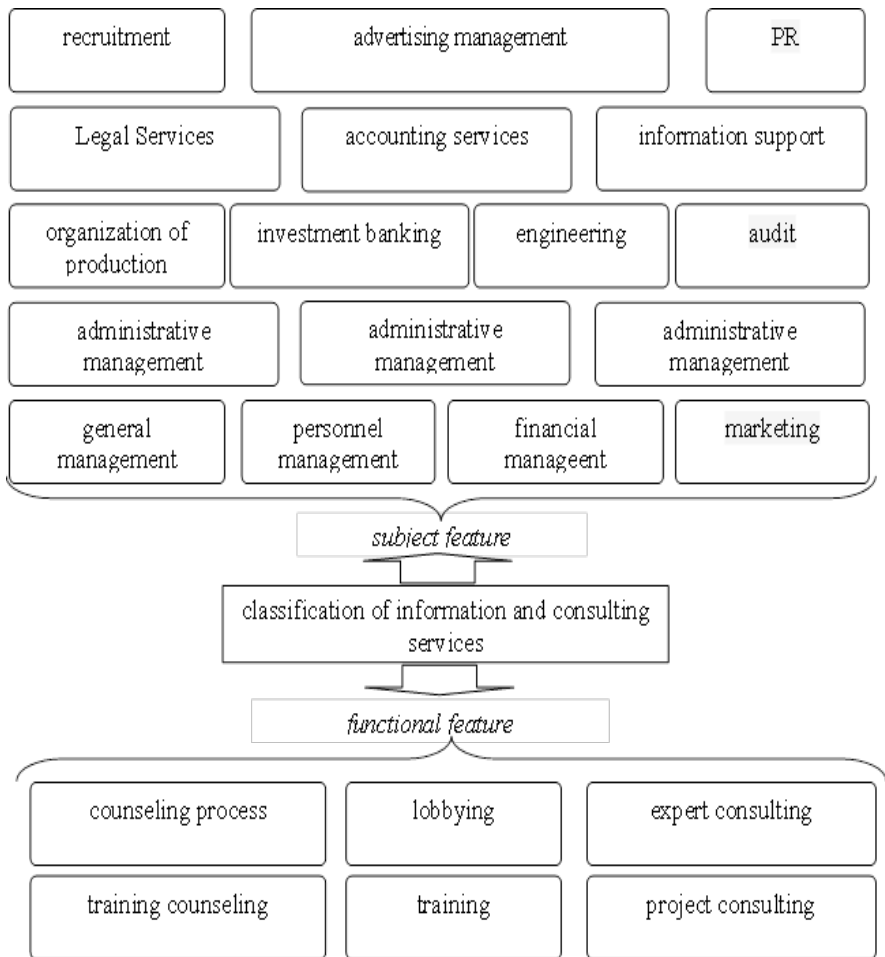 recruitment
advertising management
PR
Legal Services
accounting services
information support
organization of
production
investment banking
engineering
audit
administrative
management
administrative
management
administrative
management
general
management
personnel
management
financial
manageent
marketing
subject feature
classification of information and consulting
services
functional feature
counseling process
lobbying
expert consulting
training counseling
training
project consulting